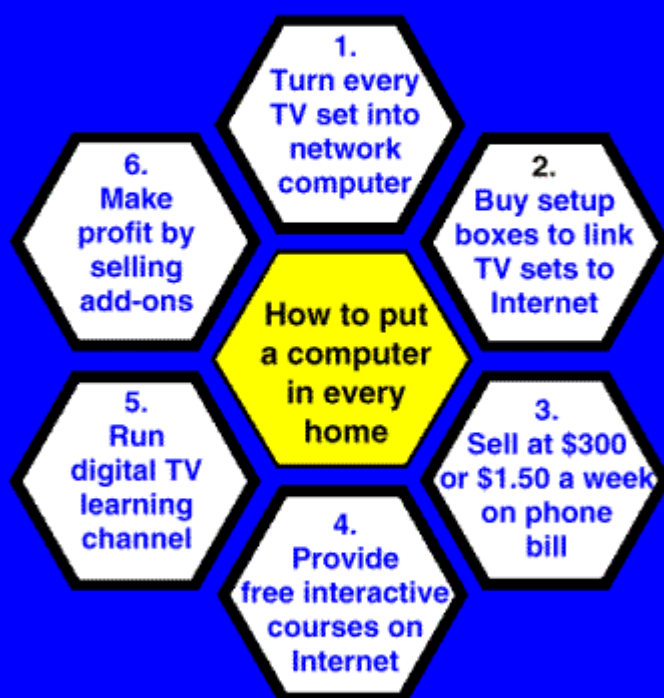 1.
Turn every
TV set into
network
computer
2.
Buy setup
boxes to link
TV sets to
Internet
3.
Sell at $300
or $1.50 a week
on phone
bill
4.
Provide
free interactive
courses on
Internet
5.
Run
digital TV
learning
channel
6.
Make
profit by
selling
add-ons
How to put
a computer
in every
home